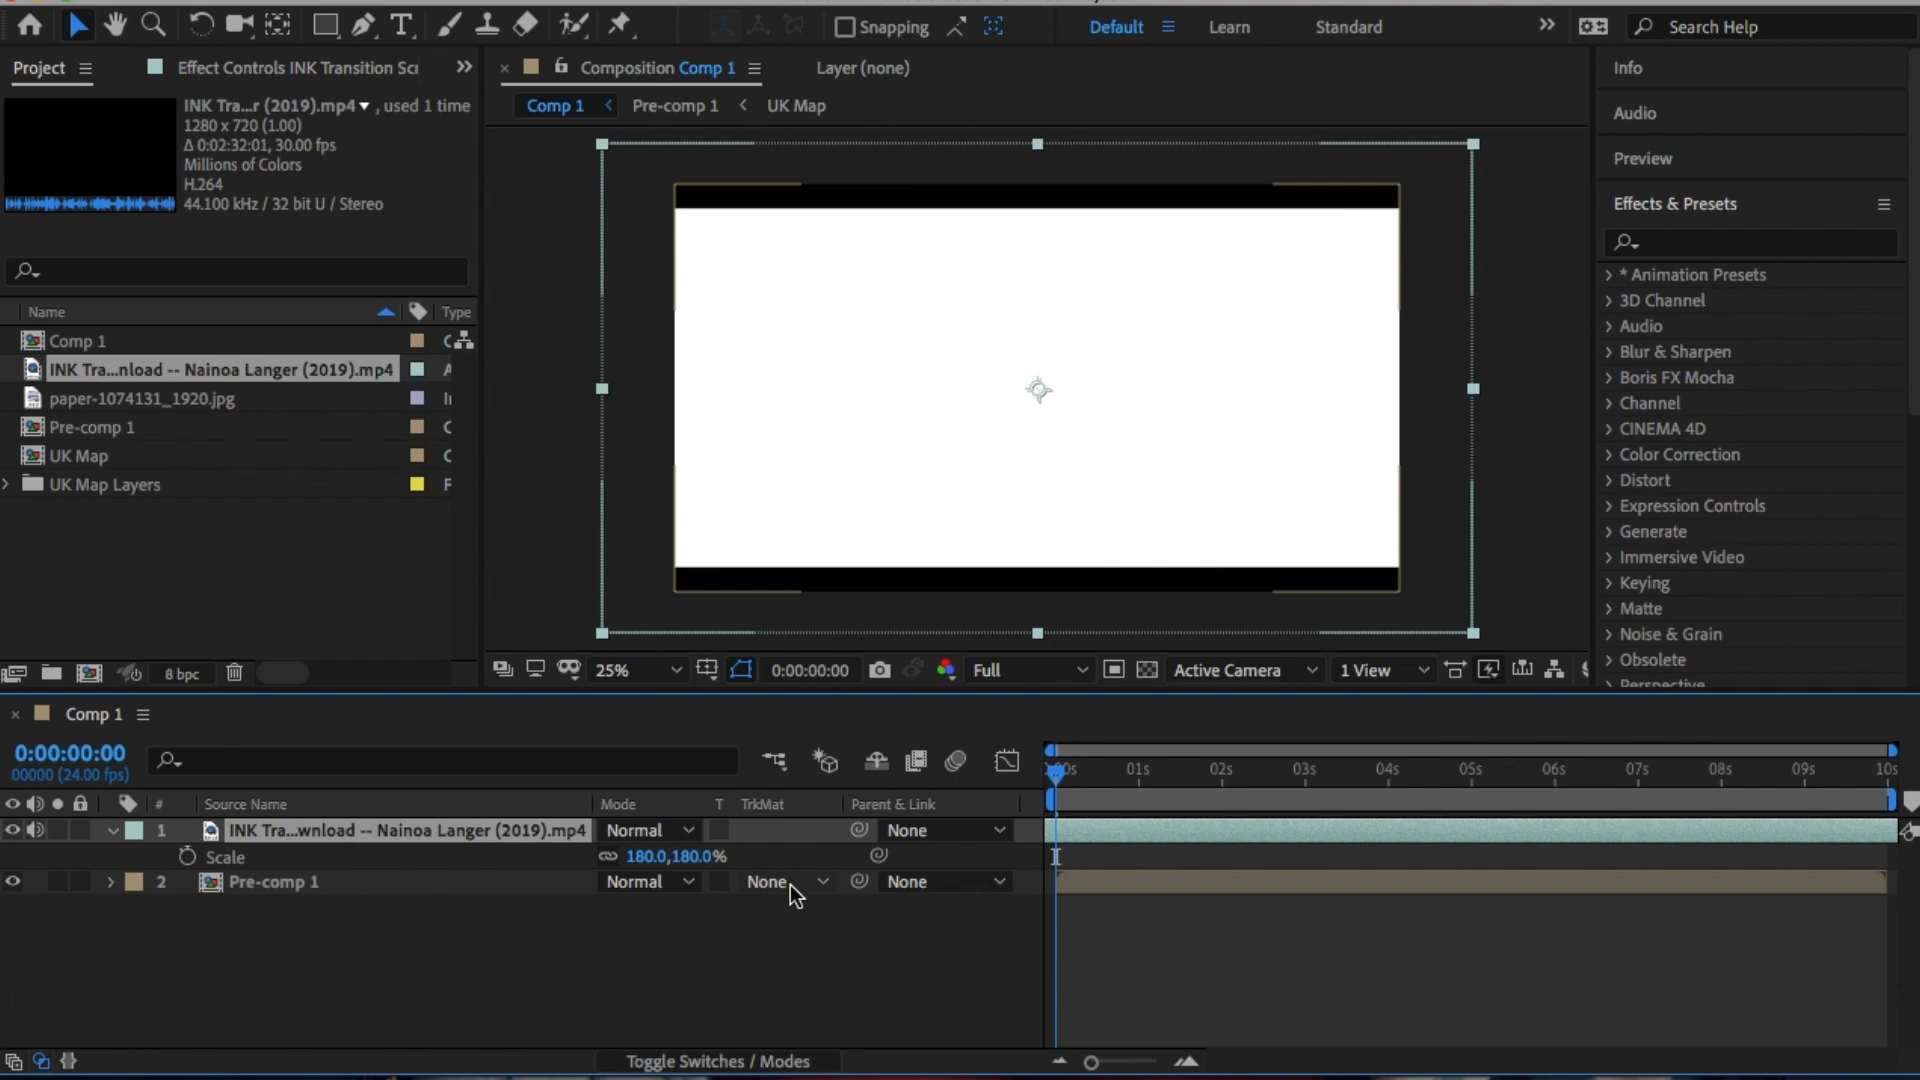 Snapping
Default
Learn
Standard
Search Help
Project
Effect Controls INK Transition Scr
Composition Comp 1
Layer (none)
Info
INK Tra...r (2019).mp4 , used 1 time
1280 x 720 (1.00)
Δ 0:02:32:01, 30.00 fps
Millions of Colors
H.264
44.100 kHz / 32 bit U / Stereo
Comp 1
Pre-comp 1
UK Map
Audio
Preview
Effects & Presets
* Animation Presets
3D Channel
Audio
Blur & Sharpen
Boris FX Mocha
Channel
CINEMA 4D
Color Correction
Distort
Expression Controls
Generate
Immersive Video
Keying
Matte
Noise & Grain
Obsolete
Perspective
Name
Type
Comp 1
INK Tra...nload -- Nainoa Langer (2019).mp4
paper-1074131_1920.jpg
Pre-comp 1
UK Map
UK Map Layers
8 bpc
25%
0:00:00:00
Full
Active Camera
1 View
Comp 1
0:00:00:00
00000 (24.00 fps)
01s 02s 03s 04s 05s 06s 07s 08s 09s 10s
# Source Name Mode T TrkMat Parent & Link
1 INK Tra...wnload -- Nainoa Langer (2019).mp4 Normal None
Scale 180.0,180.0%
2 Pre-comp 1 Normal None None
Toggle Switches / Modes